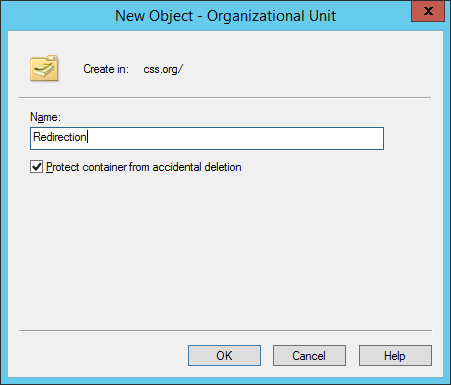 New Object - Organizational Unit
x
Create in: css.org/
Name:
Redirection
Protect container from accidental deletion
OK Cancel Help